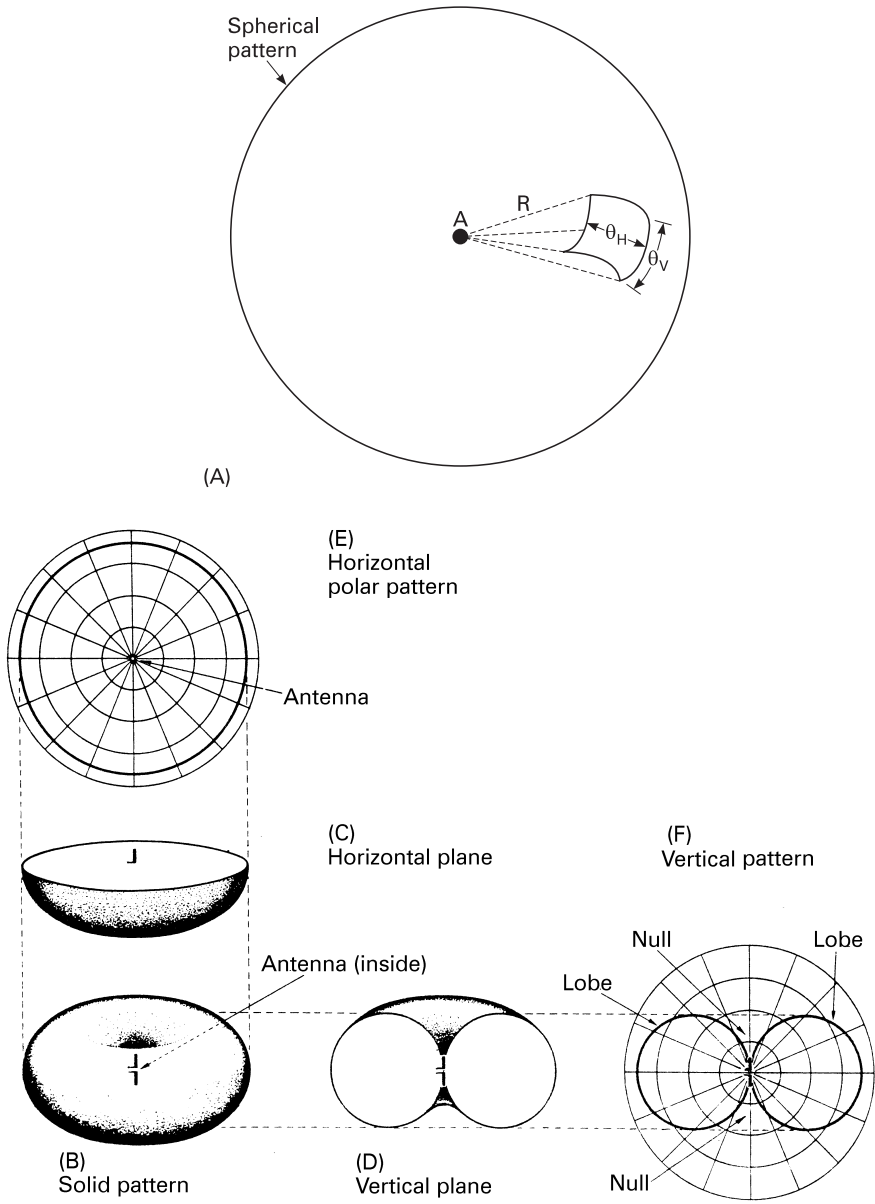 Spherical
pattern
R
A
θH
θV
(A)
(E)
Horizontal
polar pattern
Antenna
(C)
Horizontal plane
(F)
Vertical pattern
Antenna (inside)
Null
Lobe
Lobe
Null
(B)
Solid pattern
(D)
Vertical plane